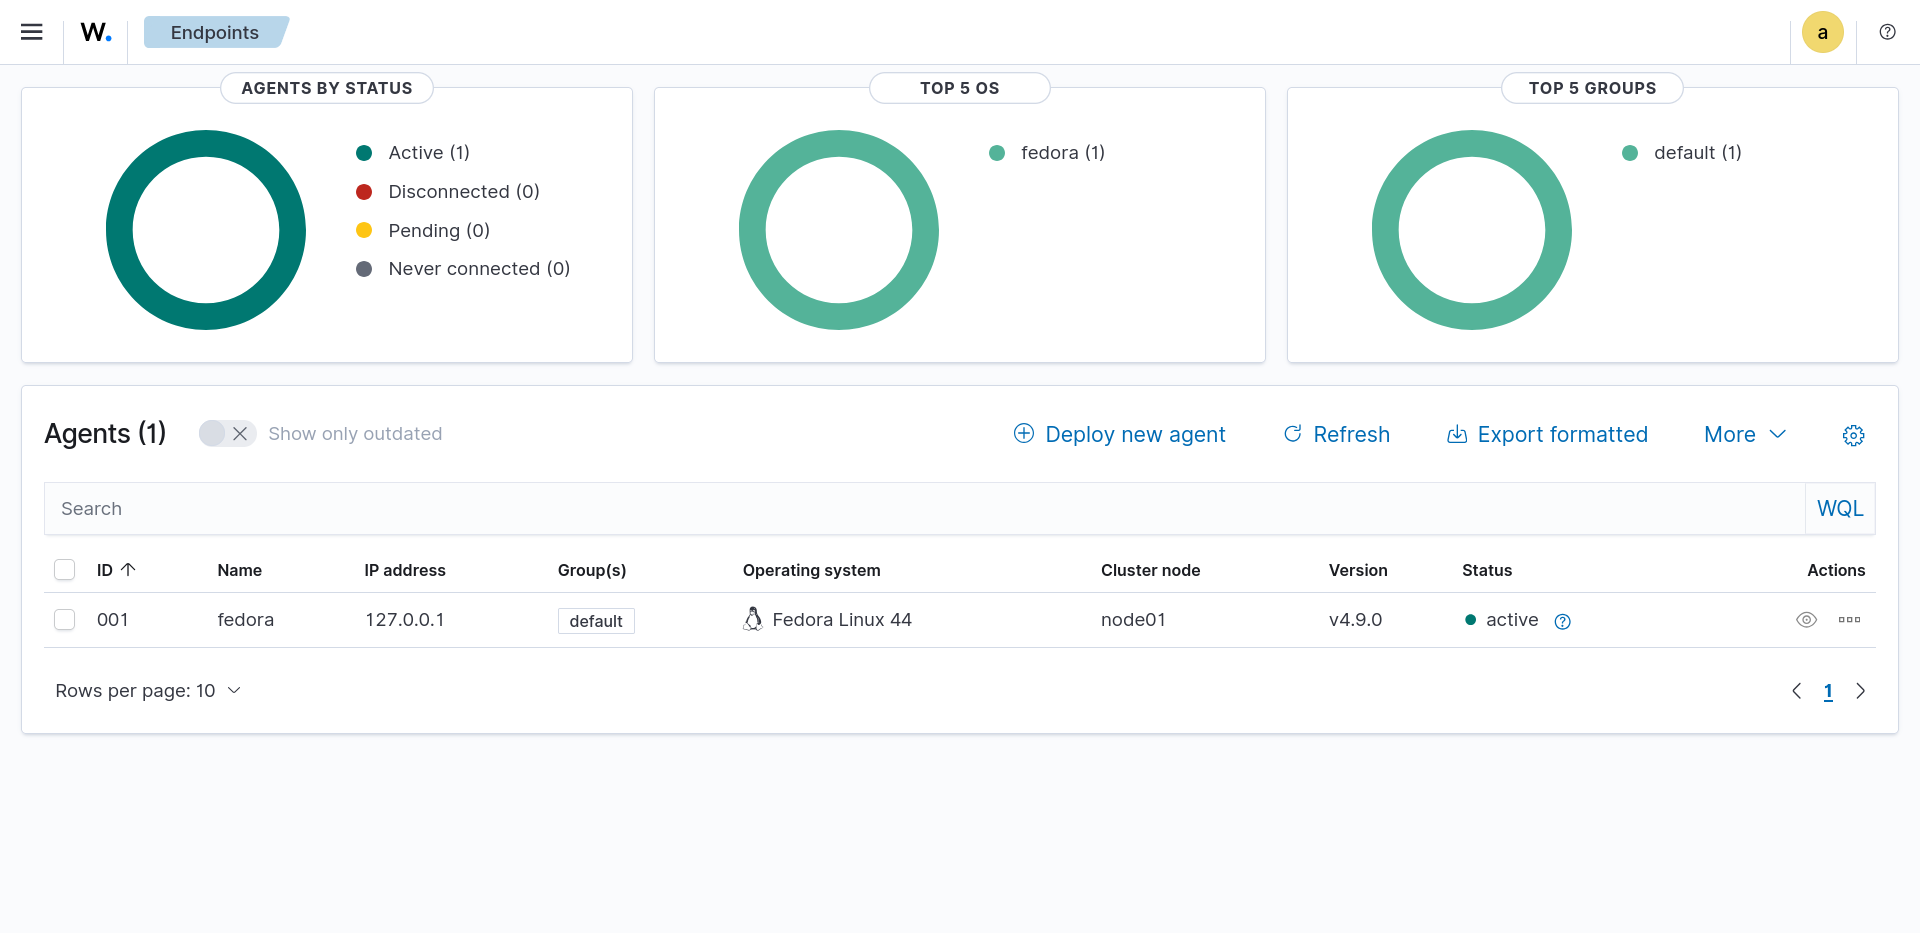 W. Endpoints a
AGENTS BY STATUS
Active (1)
Disconnected (0)
Pending (0)
Never connected (0)
TOP 5 OS
fedora (1)
TOP 5 GROUPS
default (1)
Agents (1) Show only outdated Deploy new agent Refresh Export formatted More
Search WQL
ID Name IP address Group(s) Operating system Cluster node Version Status Actions
001 fedora 127.0.0.1 default Fedora Linux 44 node01 v4.9.0 active
Rows per page: 10 1